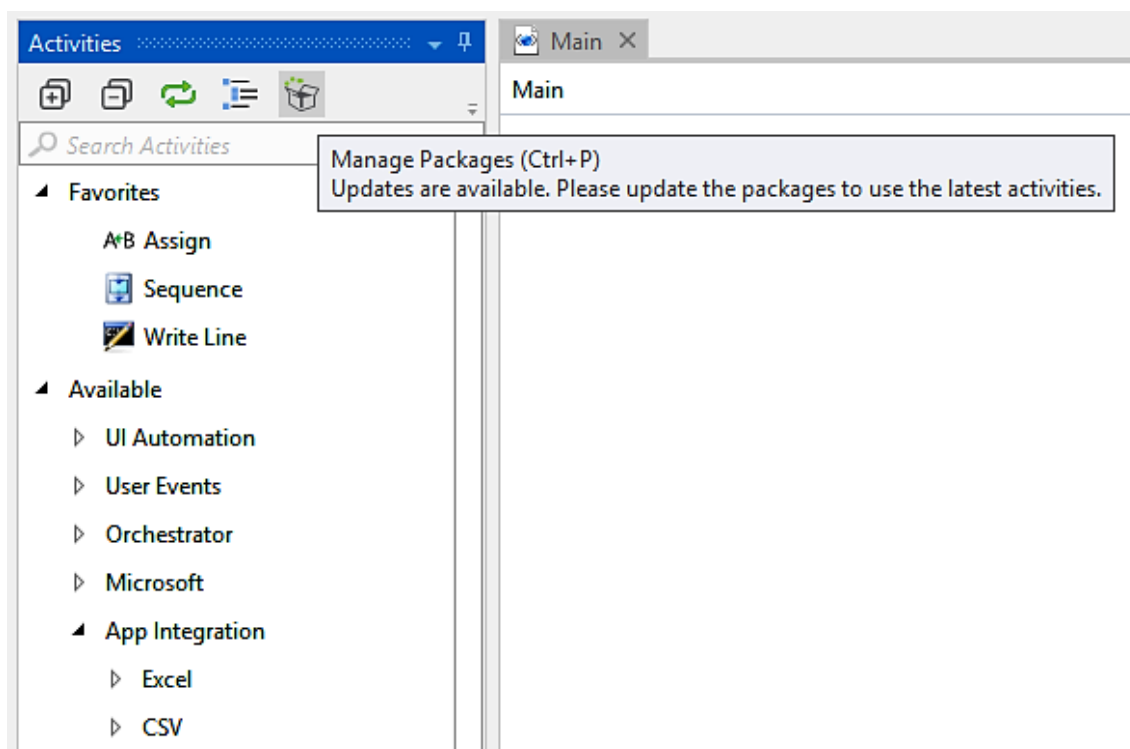 Activities
Main
Main
Search Activities
Manage Packages (Ctrl+P)
Updates are available. Please update the packages to use the latest activities.
Favorites
A+B Assign
Sequence
Write Line
Available
UI Automation
User Events
Orchestrator
Microsoft
App Integration
Excel
CSV